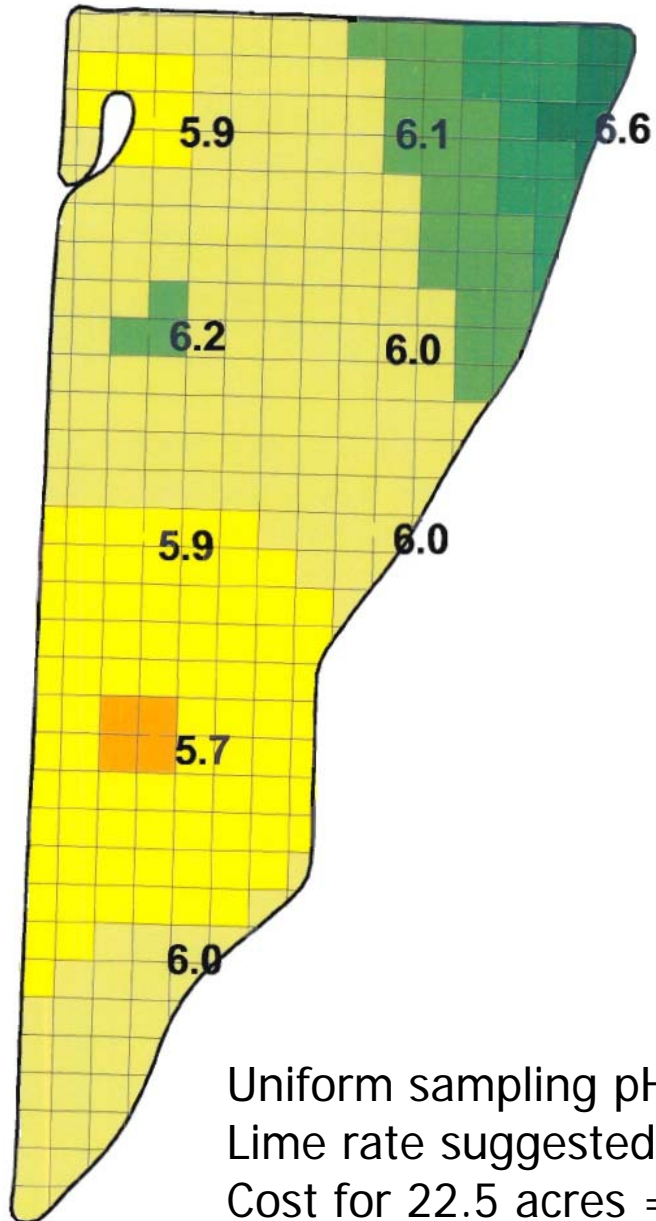 5.9 6.1 6.6
6.2 6.0
5.9 6.0
5.7
6.0
Uniform sampling pH
Lime rate suggested
Cost for 22.5 acres =